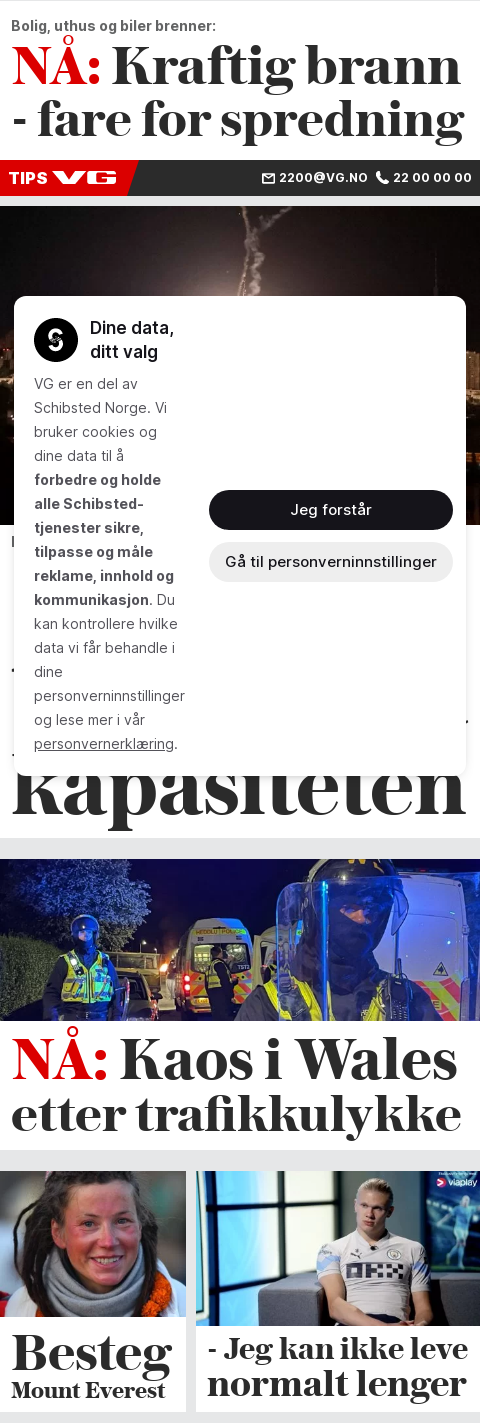 Bolig, uthus og biler brenner:
NÅ: Kraftig brann
- fare for spredning
TIPS VG
2200@VG.NO
22 00 00 00
Dine data,
ditt valg
VG er en del av
Schibsted Norge. Vi
bruker cookies og
dine data til å
forbedre og holde
alle Schibsted-
tjenester sikre,
tilpasse og måle
reklame, innhold og
kommunikasjon. Du
kan kontrollere hvilke
data vi får behandle i
dine
personverninnstillinger
og lese mer i vår
personvernerklæring.
Jeg forstår
Gå til personverninnstillinger
kapasiteten
NÅ: Kaos i Wales
etter trafikkulykke
viaplay
Besteg
Mount Everest
- Jeg kan ikke leve
normalt lenger